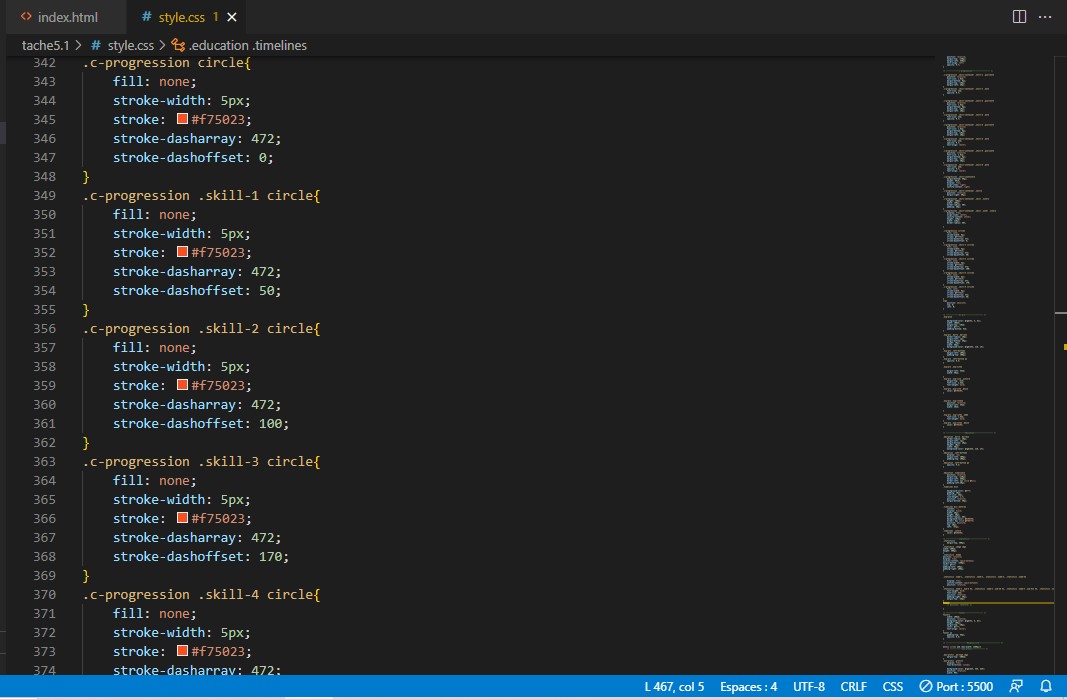 index.html
# style.css 1
tache5.1 > # style.css > .education .timelines
342 .c-progression circle{
343 fill: none;
344 stroke-width: 5px;
345 stroke: #f75023;
346 stroke-dasharray: 472;
347 stroke-dashoffset: 0;
348 }
349 .c-progression .skill-1 circle{
350 fill: none;
351 stroke-width: 5px;
352 stroke: #f75023;
353 stroke-dasharray: 472;
354 stroke-dashoffset: 50;
355 }
356 .c-progression .skill-2 circle{
357 fill: none;
358 stroke-width: 5px;
359 stroke: #f75023;
360 stroke-dasharray: 472;
361 stroke-dashoffset: 100;
362 }
363 .c-progression .skill-3 circle{
364 fill: none;
365 stroke-width: 5px;
366 stroke: #f75023;
367 stroke-dasharray: 472;
368 stroke-dashoffset: 170;
369 }
370 .c-progression .skill-4 circle{
371 fill: none;
372 stroke-width: 5px;
373 stroke: #f75023;
374 stroke-dasharray: 472;
L 467, col 5 Espaces : 4 UTF-8 CRLF CSS Port : 5500